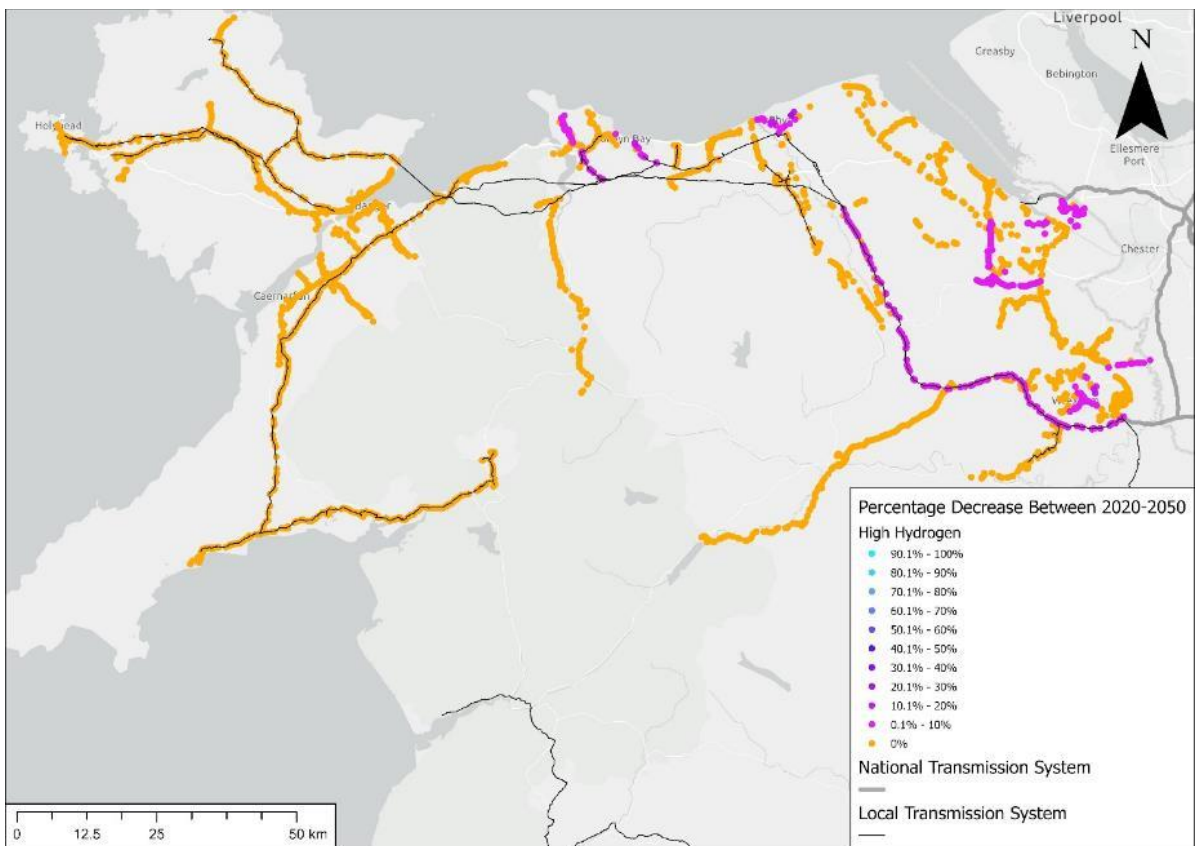 Liverpool
N
Greasby
Bebington
Ellesmere
Port
Chester
Caernarfon
Percentage Decrease Between 2020-2050
High Hydrogen
90.1% - 100%
80.1% - 90%
70.1% - 80%
60.1% - 70%
50.1% - 60%
40.1% - 50%
30.1% - 40%
20.1% - 30%
10.1% - 20%
0.1% - 10%
0%
National Transmission System
Local Transmission System
0 12.5 25 50 km